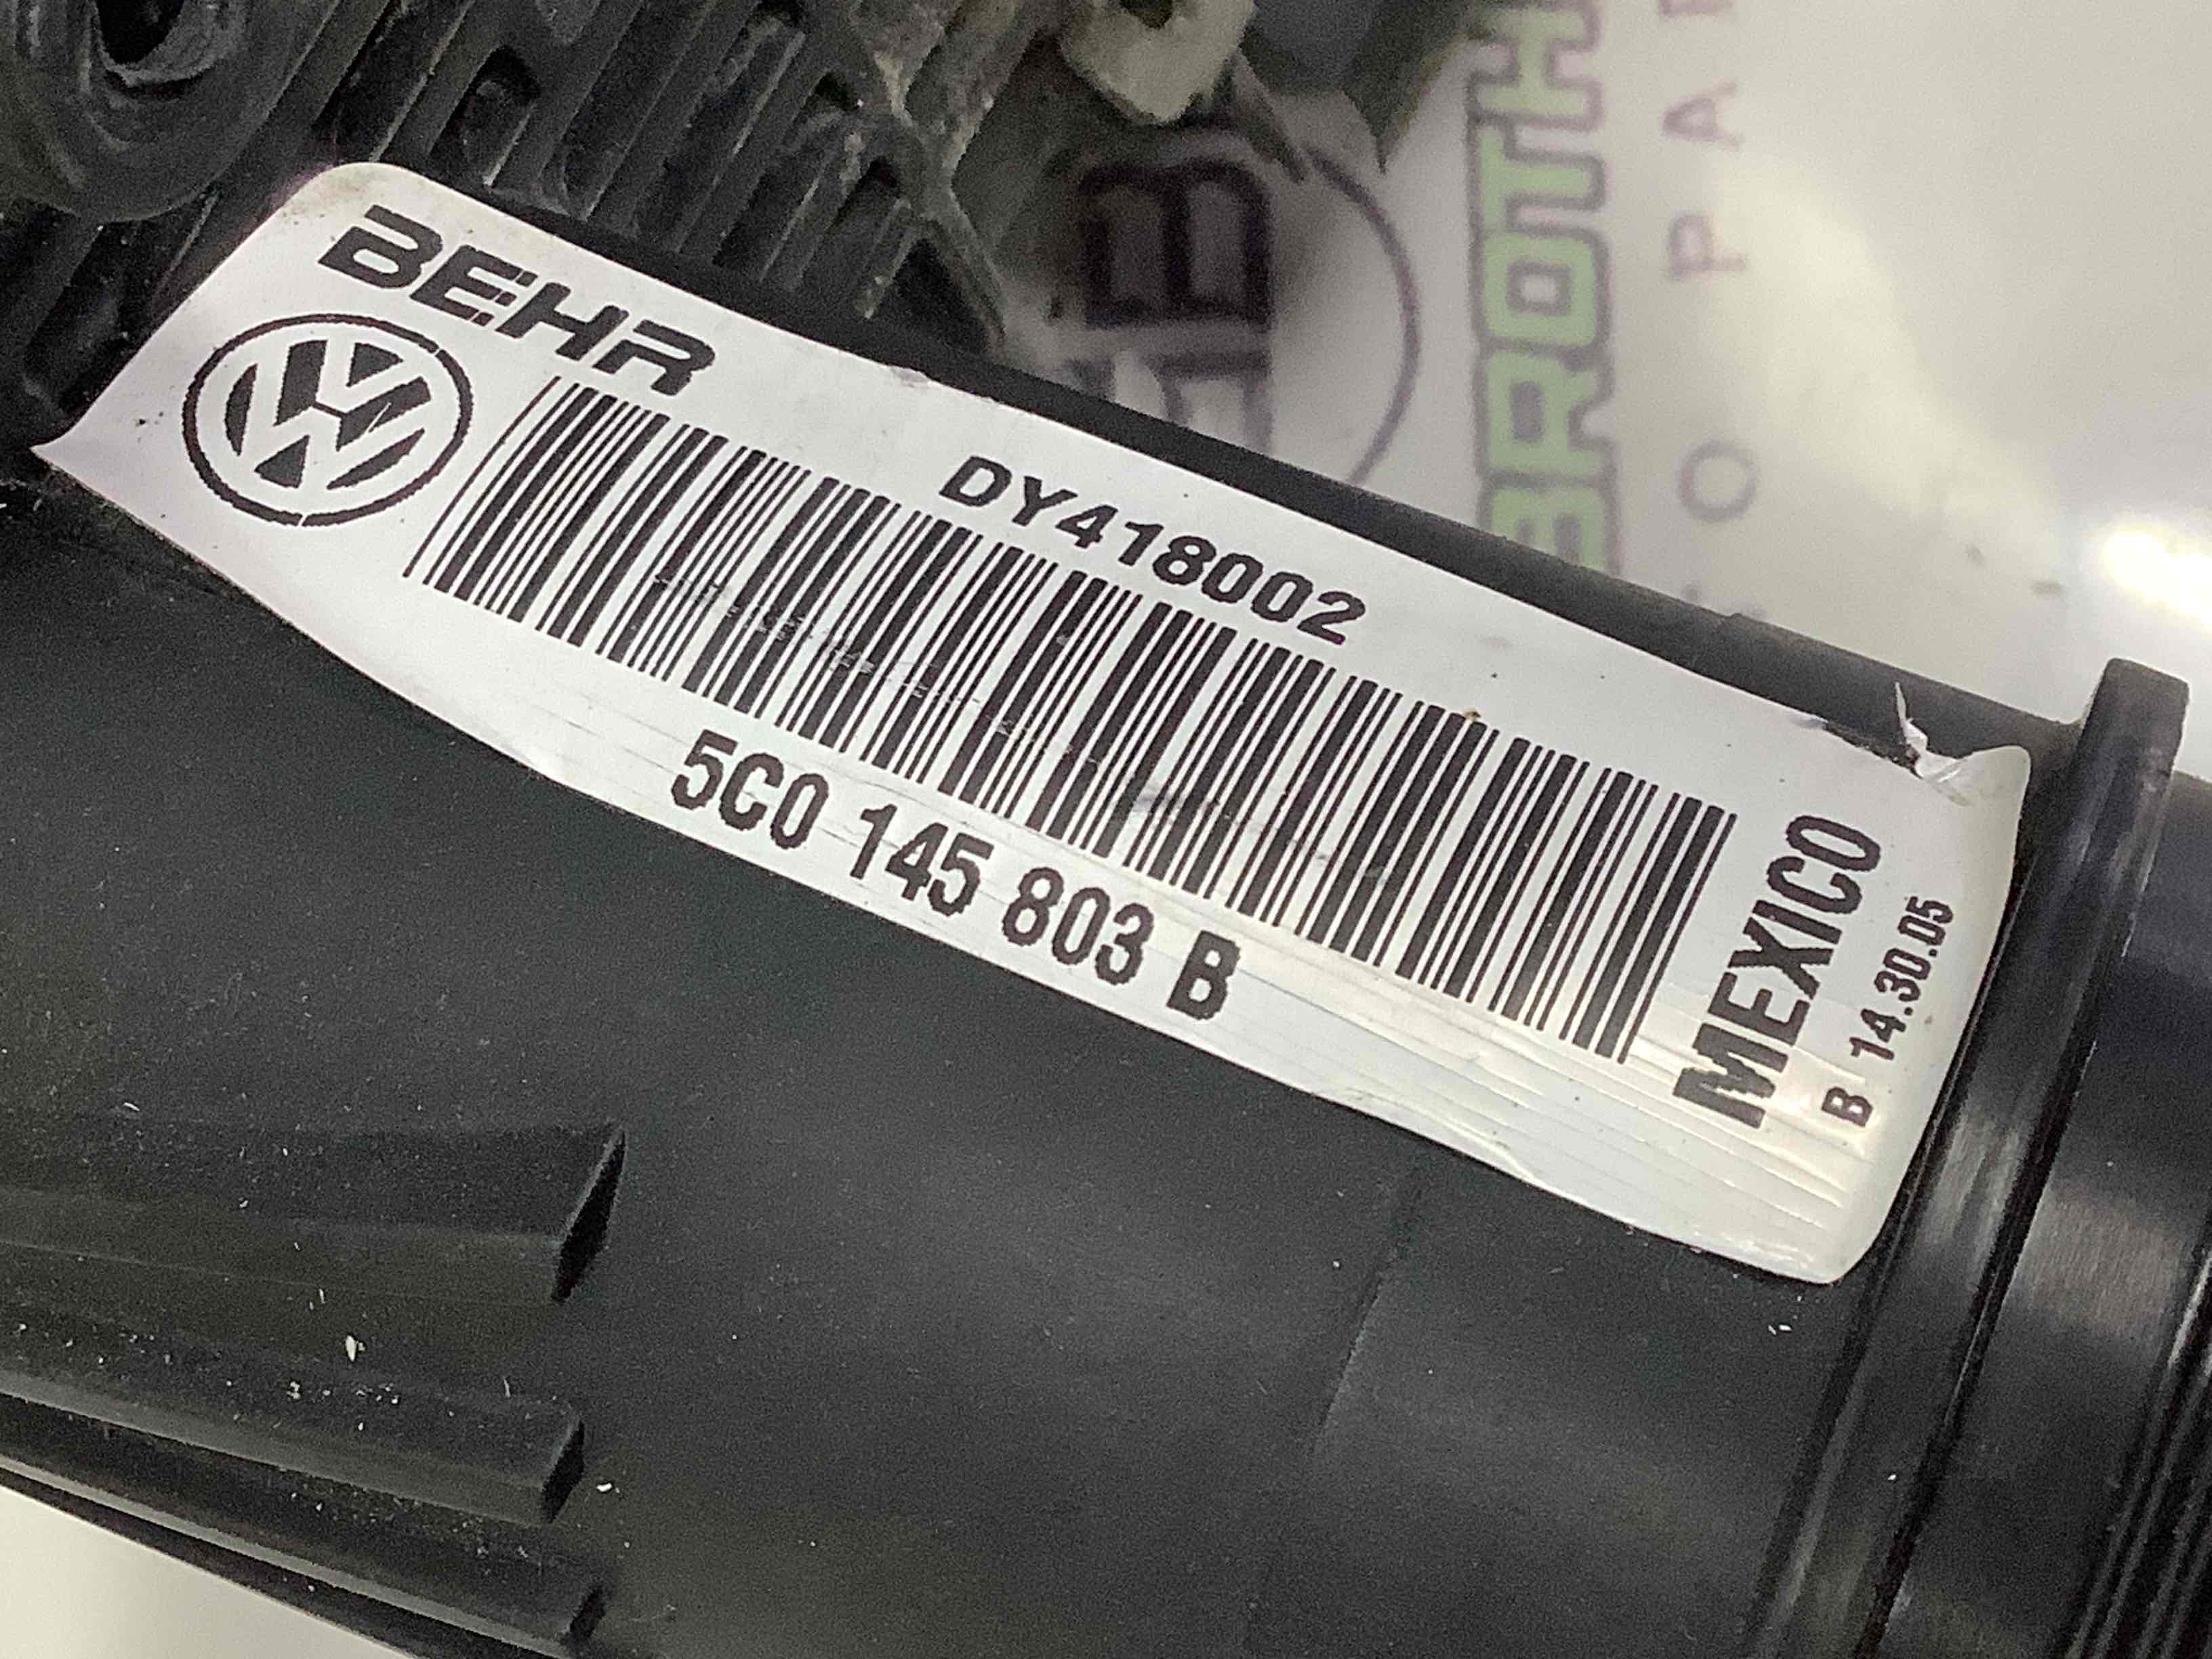 BEHR
DY418002
5C0 145 803 B
MEXICO
B 14.30.05